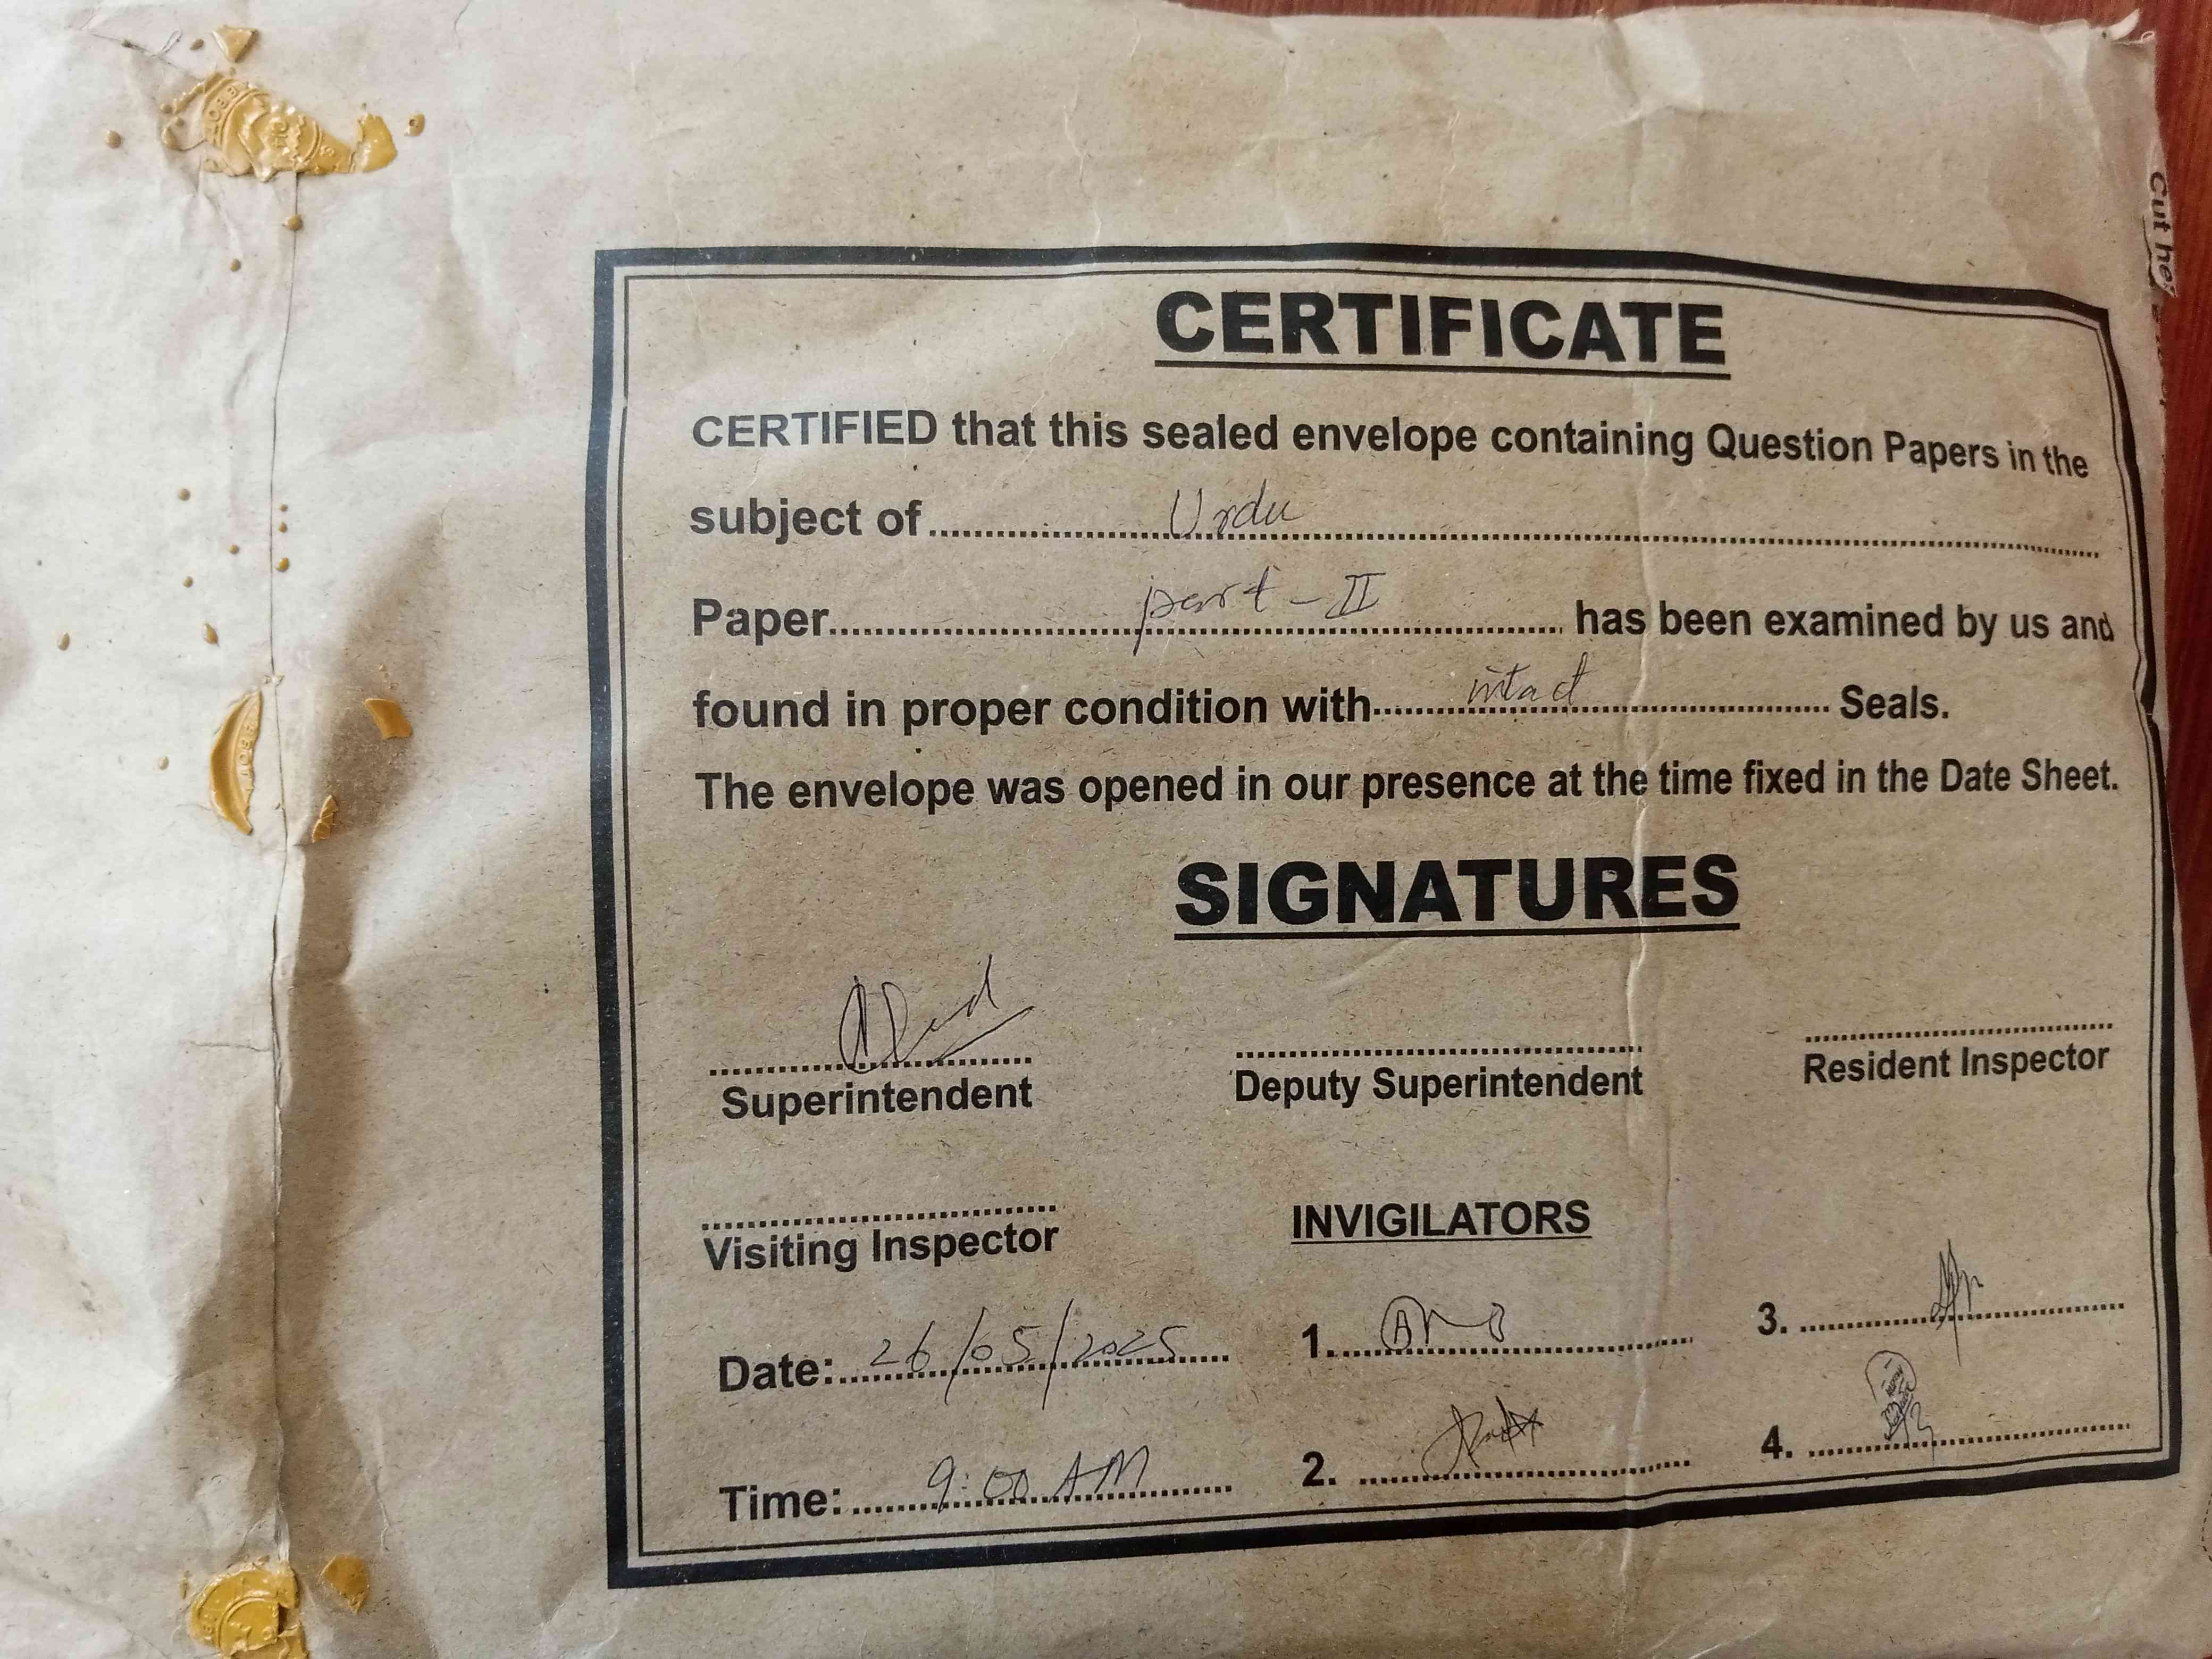 Cut he
CERTIFICATE
CERTIFIED that this sealed envelope containing Question Papers in the
subject of Urdu
Paper part - II has been examined by us and
found in proper condition with intact Seals.
The envelope was opened in our presence at the time fixed in the Date Sheet.
SIGNATURES
Superintendent Deputy Superintendent Resident Inspector
Visiting Inspector INVIGILATORS
Date: 26/05/2025 1. 3.
Time: 9:00 AM 2. 4.